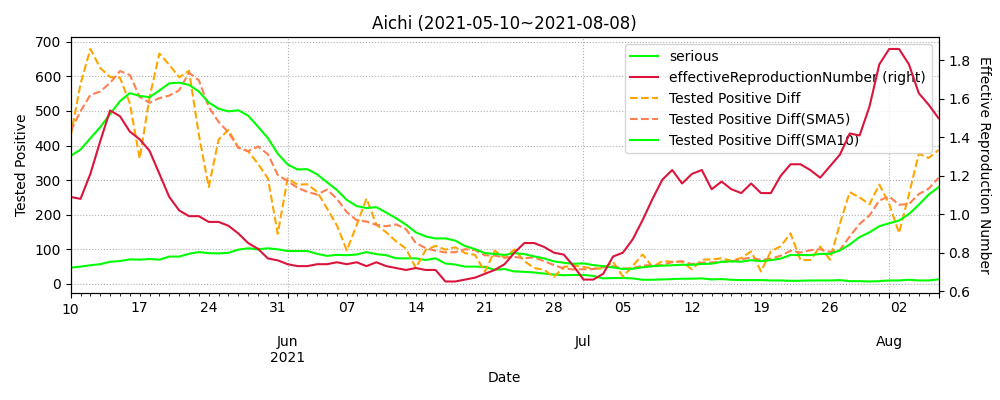 Aichi (2021-05-10~2021-08-08)
700
600
500
400
300
200
100
0
Tested Positive
serious
effectiveReproductionNumber (right)
Tested Positive Diff
Tested Positive Diff(SMA5)
Tested Positive Diff(SMA10)
1.8
1.6
1.4
1.2
1.0
0.8
0.6
Effective Reproduction Number
10 17 24 31 07 14 21 28 05 12 19 26 02
Jun Jul Aug
2021
Date